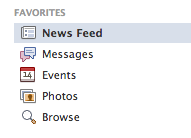 FAVORITES
News Feed
Messages
14
Events
Photos
Browse